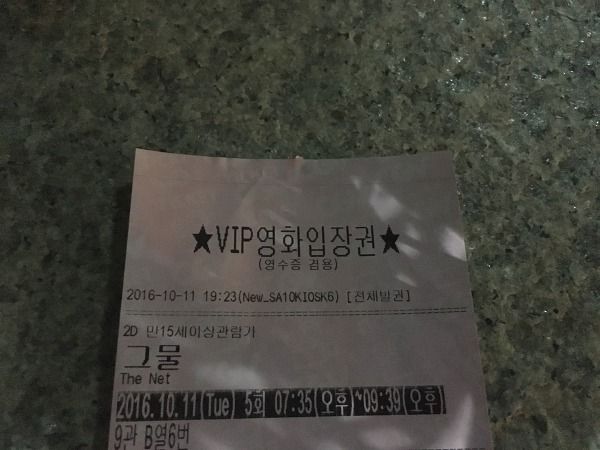 ★VIP영화입장권★
(영수증 겸용)
2016-10-11 19:23(New_SA10KIOSK6) [전체발권]
2D 만15세이상관람가
그물
The Net
2016.10.11(Tue) 5회 07:35(오후)~09:39(오후)
9관 B열6번